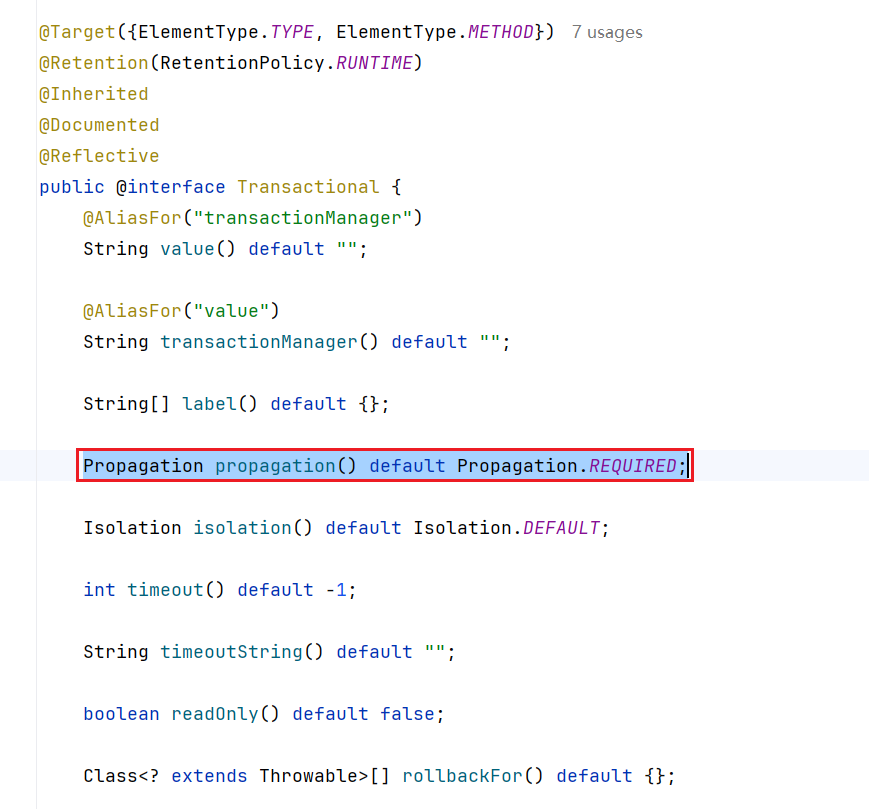 @Target({ElementType.TYPE, ElementType.METHOD}) 7 usages
@Retention(RetentionPolicy.RUNTIME)
@Inherited
@Documented
@Reflective
public @interface Transactional {
    @AliasFor("transactionManager")
    String value() default "";

    @AliasFor("value")
    String transactionManager() default "";

    String[] label() default {};

    Propagation propagation() default Propagation.REQUIRED;

    Isolation isolation() default Isolation.DEFAULT;

    int timeout() default -1;

    String timeoutString() default "";

    boolean readOnly() default false;

    Class<? extends Throwable>[] rollbackFor() default {};